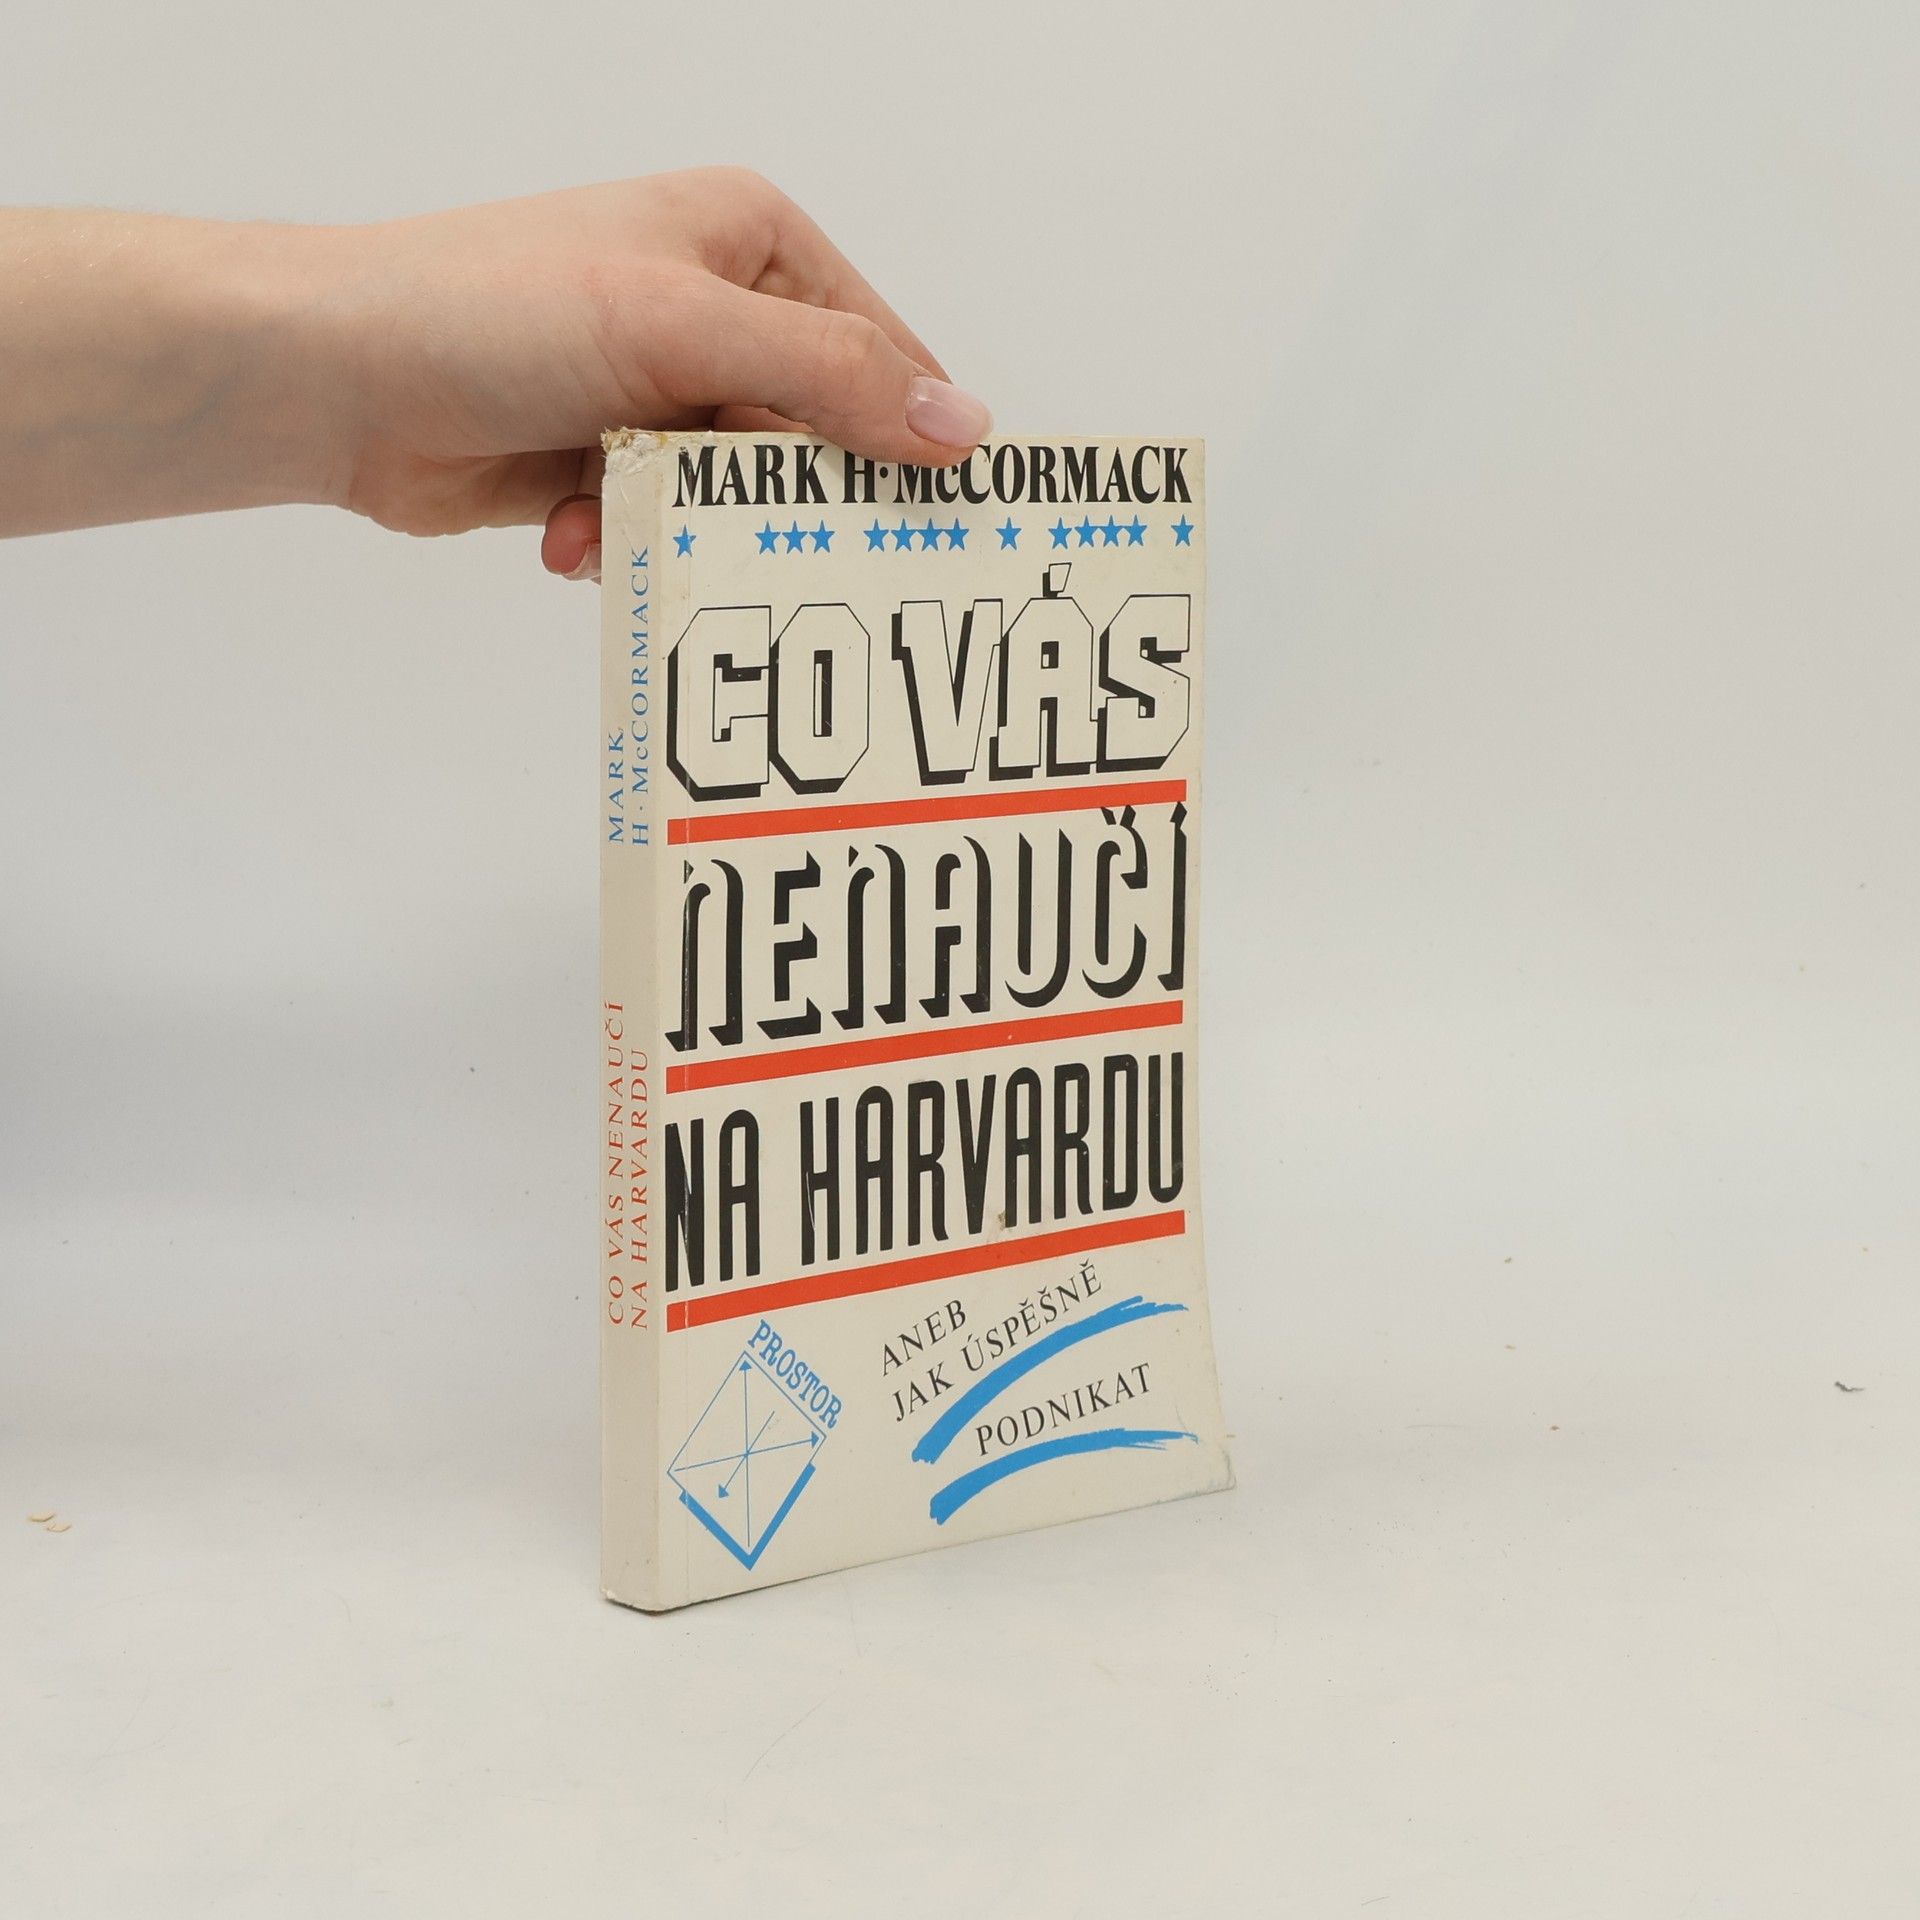 MARK H·McCORMACK
CO VÁS
NENAUČÍ
NA HARVARDU
ANEB
JAK ÚSPĚŠNĚ
PODNIKAT
PROSTOR
MARK
H·McCORMACK
CO VÁS NENAUČÍ
NA HARVARDU